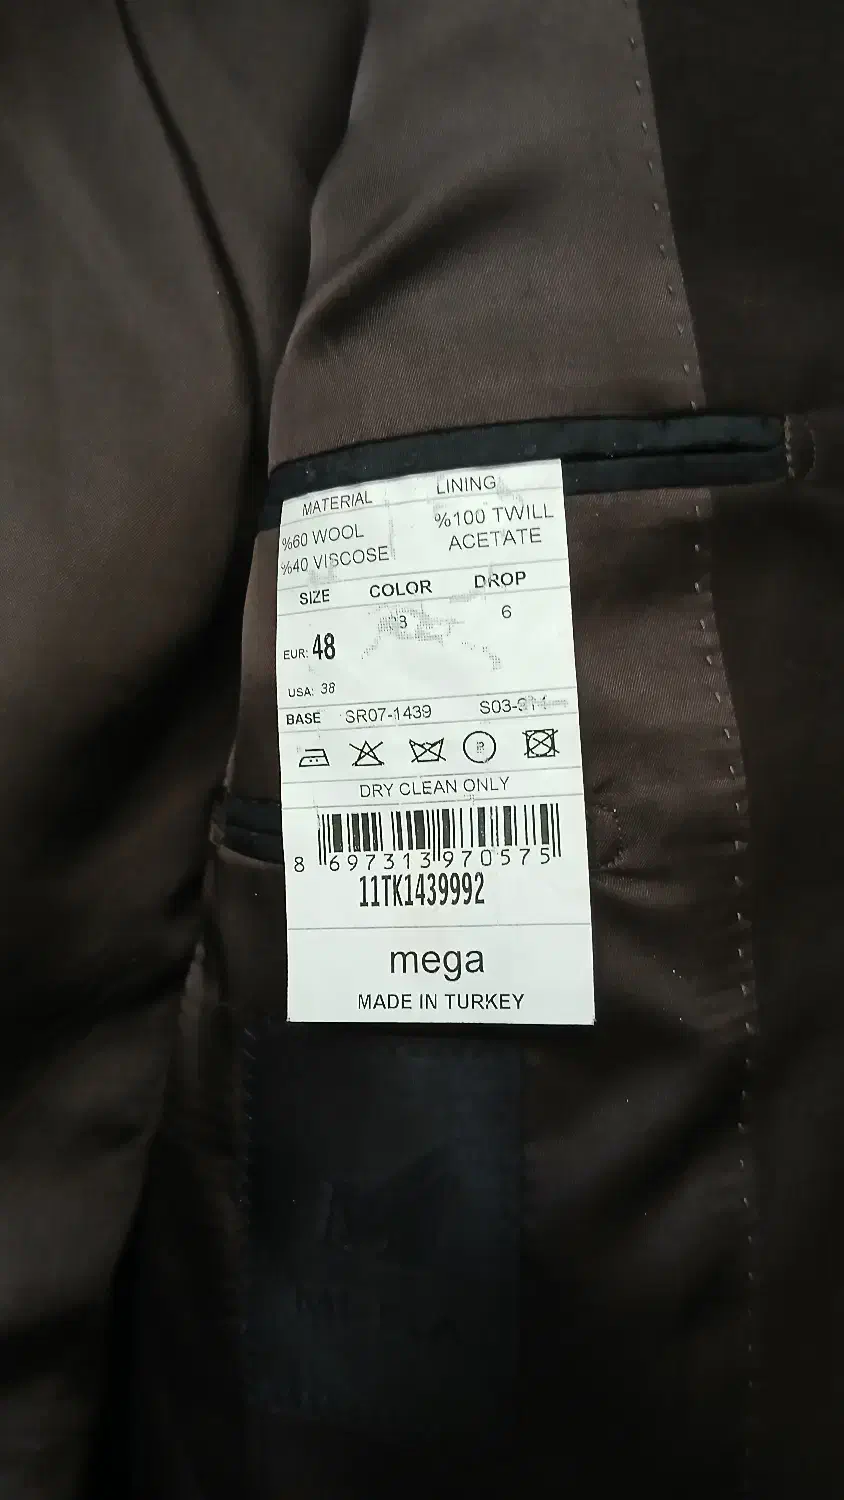 MATERIAL LINING
%60 WOOL %100 TWILL
%40 VISCOSE ACETATE
SIZE COLOR DROP
6
EUR: 48
USA: 38
BASE SR07-1439
DRY CLEAN ONLY
8 697313 970575
11TK1439992
mega
MADE IN TURKEY